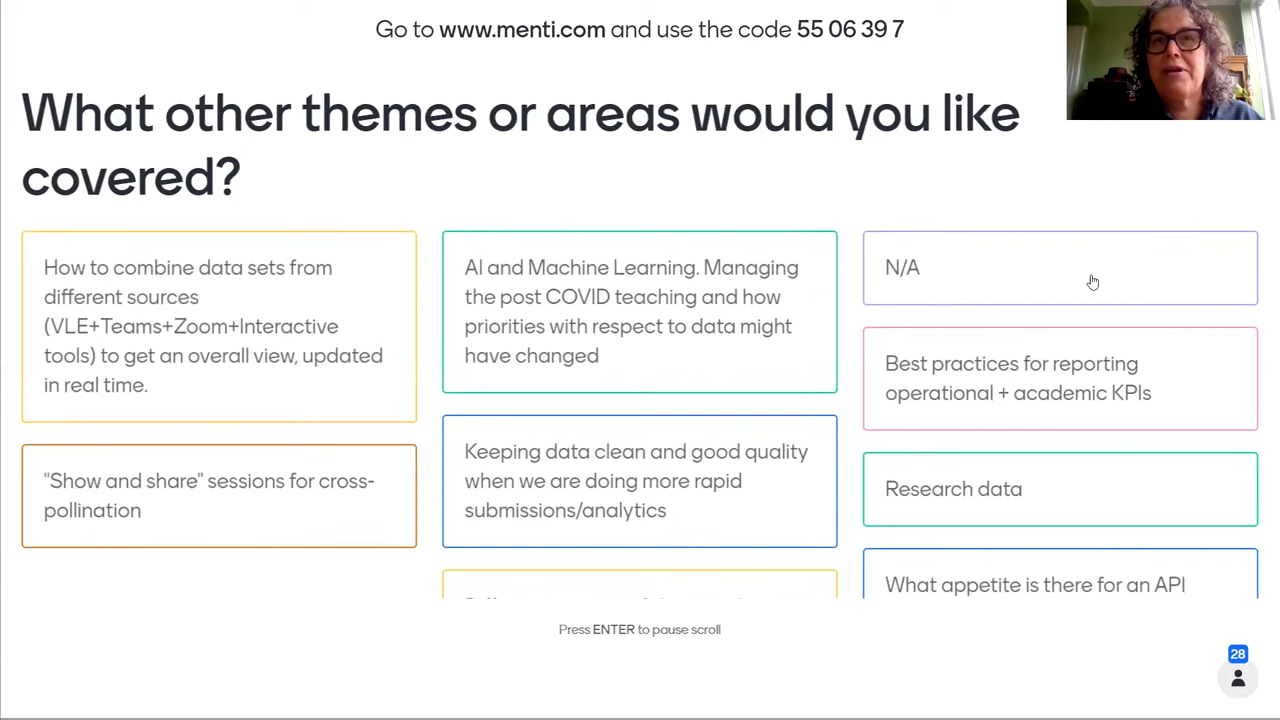 Go to www.menti.com and use the code 55 06 39 7
What other themes or areas would you like
covered?
How to combine data sets from
different sources
(VLE+Teams+Zoom+Interactive
tools) to get an overall view, updated
in real time.
"Show and share" sessions for cross-
pollination
AI and Machine Learning. Managing
the post COVID teaching and how
priorities with respect to data might
have changed
Keeping data clean and good quality
when we are doing more rapid
submissions/analytics
N/A
Best practices for reporting
operational + academic KPIs
Research data
What appetite is there for an API
Press ENTER to pause scroll
28